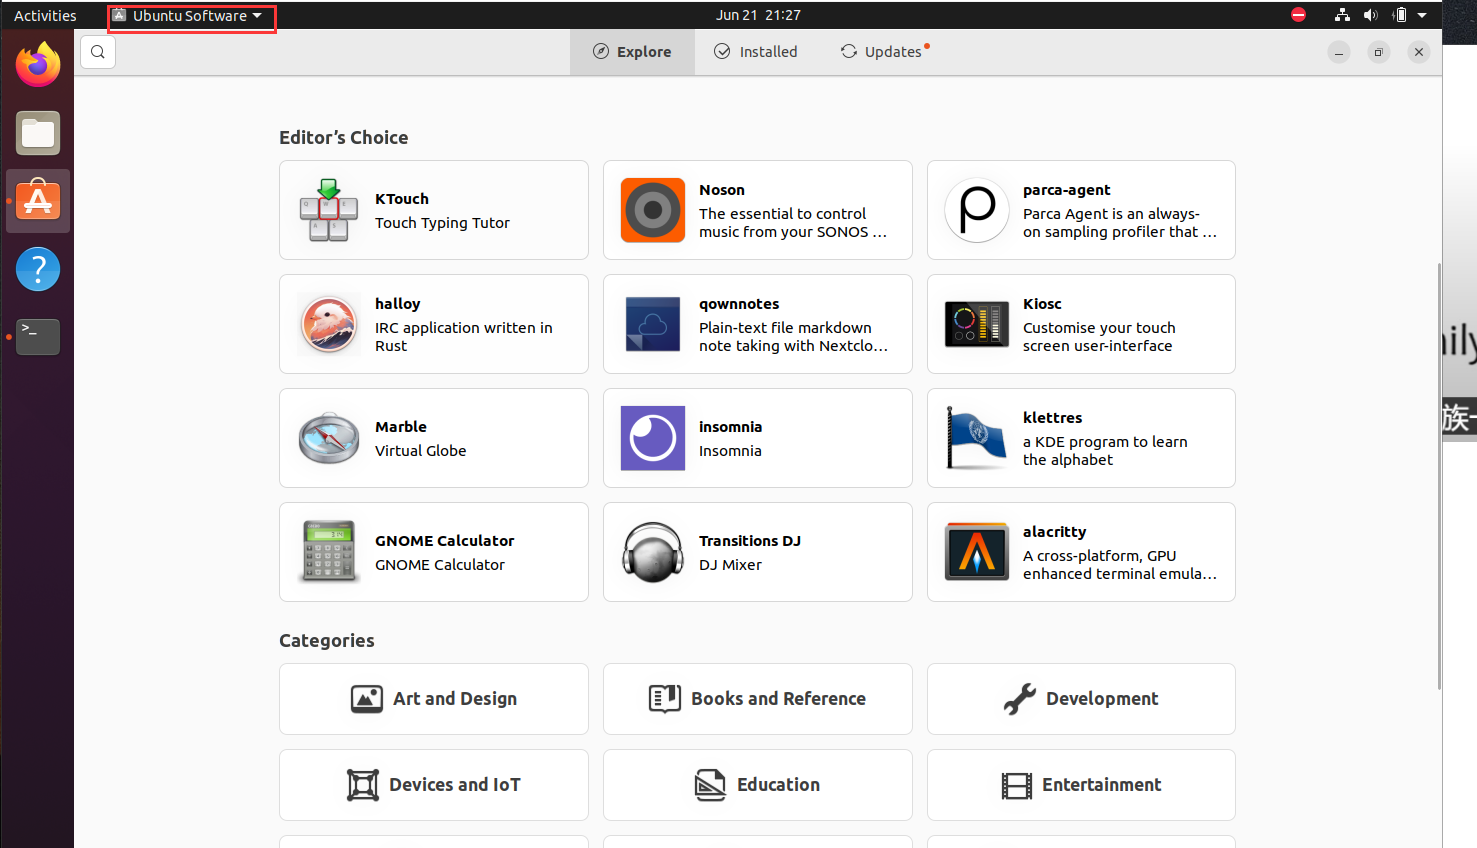 Activities
Ubuntu Software
Jun 21 21:27
Explore
Installed
Updates
Editor's Choice
KTouch
Touch Typing Tutor
Noson
The essential to control
music from your SONOS ...
parca-agent
Parca Agent is an always-
on sampling profiler that ...
halloy
IRC application written in
Rust
qownnotes
Plain-text file markdown
note taking with Nextclo...
Kiosc
Customise your touch
screen user-interface
Marble
Virtual Globe
insomnia
Insomnia
klettres
a KDE program to learn
the alphabet
GNOME Calculator
GNOME Calculator
Transitions DJ
DJ Mixer
alacritty
A cross-platform, GPU
enhanced terminal emula...
Categories
Art and Design
Books and Reference
Development
Devices and IoT
Education
Entertainment
族